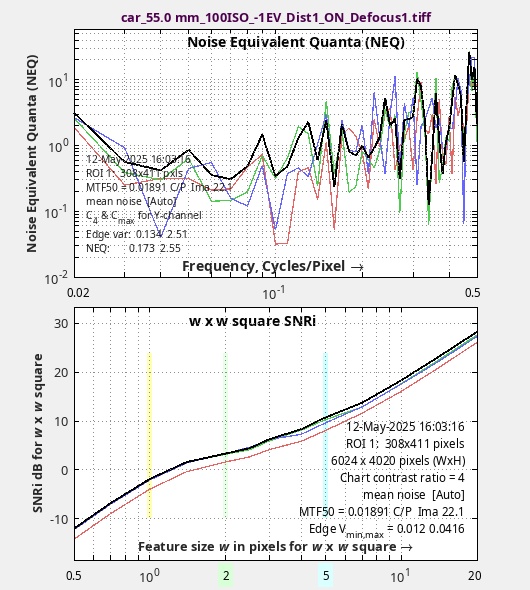 car_55.0 mm_100ISO_-1EV_Dist1_ON_Defocus1.tiff
Noise Equivalent Quanta (NEQ)
Noise Equivalent Quanta (NEQ)
10^1
10^0
10^-1
10^-2
12-May-2025 16:03:16
ROI 1: 308x411 pxls
MTF50 = 0.01891 C/P Ima 22.1
mean noise [Auto]
C_4 & C_max for Y-channel
Edge var: 0.134 2.51
NEQ: 0.173 2.55
Frequency, Cycles/Pixel →
0.02 10^-1 0.5
w x w square SNRi
SNRi dB for w x w square
30
20
10
0
-10
12-May-2025 16:03:16
ROI 1: 308x411 pixels
6024 x 4020 pixels (WxH)
Chart contrast ratio = 4
mean noise [Auto]
MTF50 = 0.01891 C/P Ima 22.1
Edge V_min,max = 0.012 0.0416
Feature size w in pixels for w x w square →
0.5 10^0 2 5 10^1 20